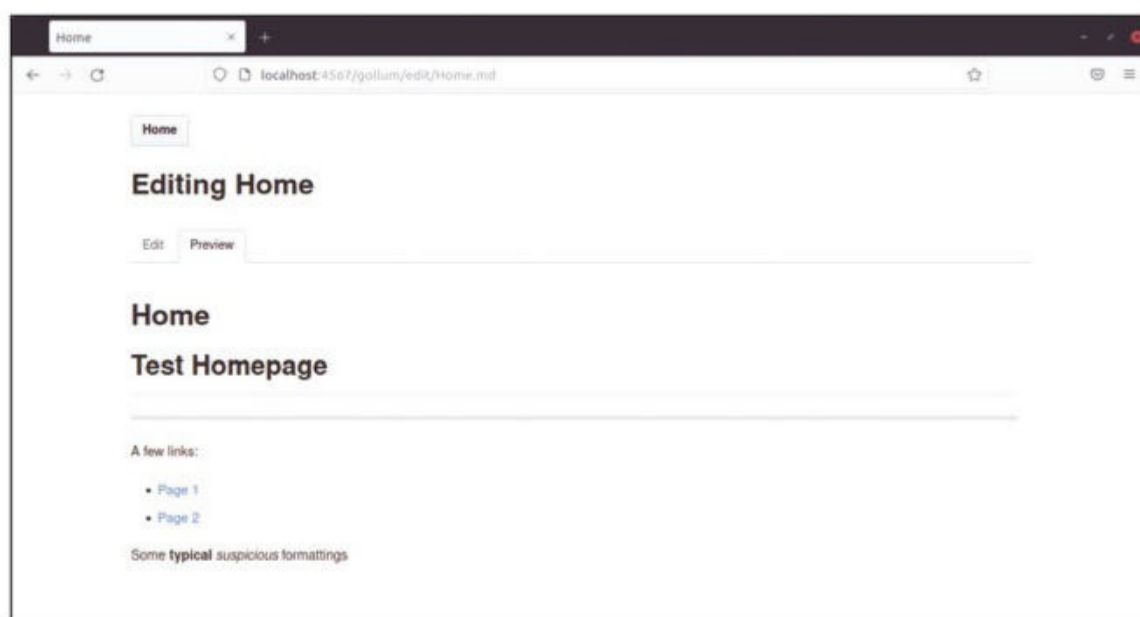 Home
localhost:4567/gollum/edit/Home.md
Home
Editing Home
Edit Preview
Home
Test Homepage
A few links:
• Page 1
• Page 2
Some typical suspicious formattings